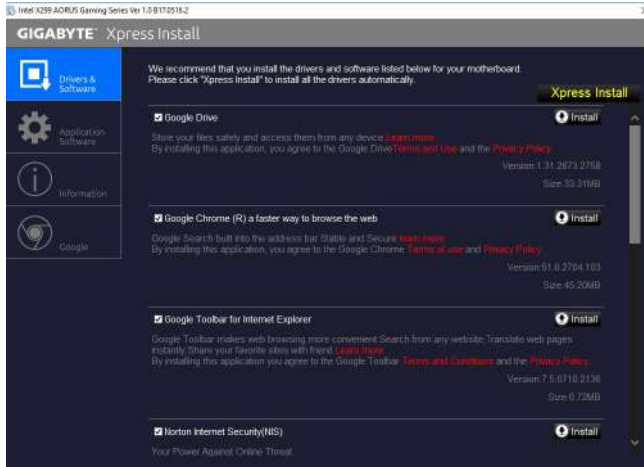 Intel X299 AORUS Gaming Series Ver 1.0 B17.0516.2
GIGABYTE™ Xpress Install
Drivers &
Software
Application
Software
Information
Google
We recommend that you install the drivers and software listed below for your motherboard.
Please click "Xpress Install" to install all the drivers automatically.
Xpress Install
Google Drive
Install
Store your files safely and access them from any device Learn more
By installing this application, you agree to the Google DriveTerms and Use and the Privacy Policy.
Version:1.31.2873.2758
Size:33.31MB
Google Chrome (R) a faster way to browse the web
Install
Google Search built into the address bar Stable and Secure learn more
By installing this application, you agree to the Google Chrome Terms of use and Privacy Policy
Version:51.0.2704.103
Size:45.20MB
Google Toolbar for Internet Explorer
Install
Google Toolbar makes web browsing more convenient Search from any website Translate web pages
instantly Share your favorite sites with friend Learn more.
By installing this application you agree to the Google Toolbar Terms and Conditions and the Privacy Policy.
Version:7.5.6710.2136
Size:6.72MB
Norton Internet Security(NIS)
Install
Your Power Against Online Threat.